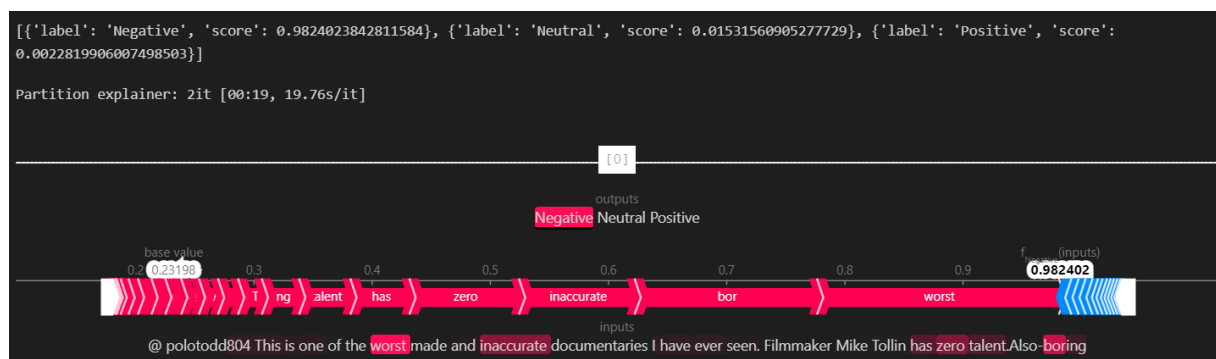 [{'label': 'Negative', 'score': 0.9824023842811584}, {'label': 'Neutral', 'score': 0.01531560905277729}, {'label': 'Positive', 'score':
0.0022819906007498503}]
Partition explainer: 2it [00:19, 19.76s/it]
[0]
outputs
Negative Neutral Positive
base value
f Negative (inputs)
0.2 0.23198 0.3 0.4 0.5 0.6 0.7 0.8 0.9 0.982402
ng talent has zero inaccurate bor worst
inputs
@ polotodd804 This is one of the worst made and inaccurate documentaries I have ever seen. Filmmaker Mike Tollin has zero talent.Also-boring